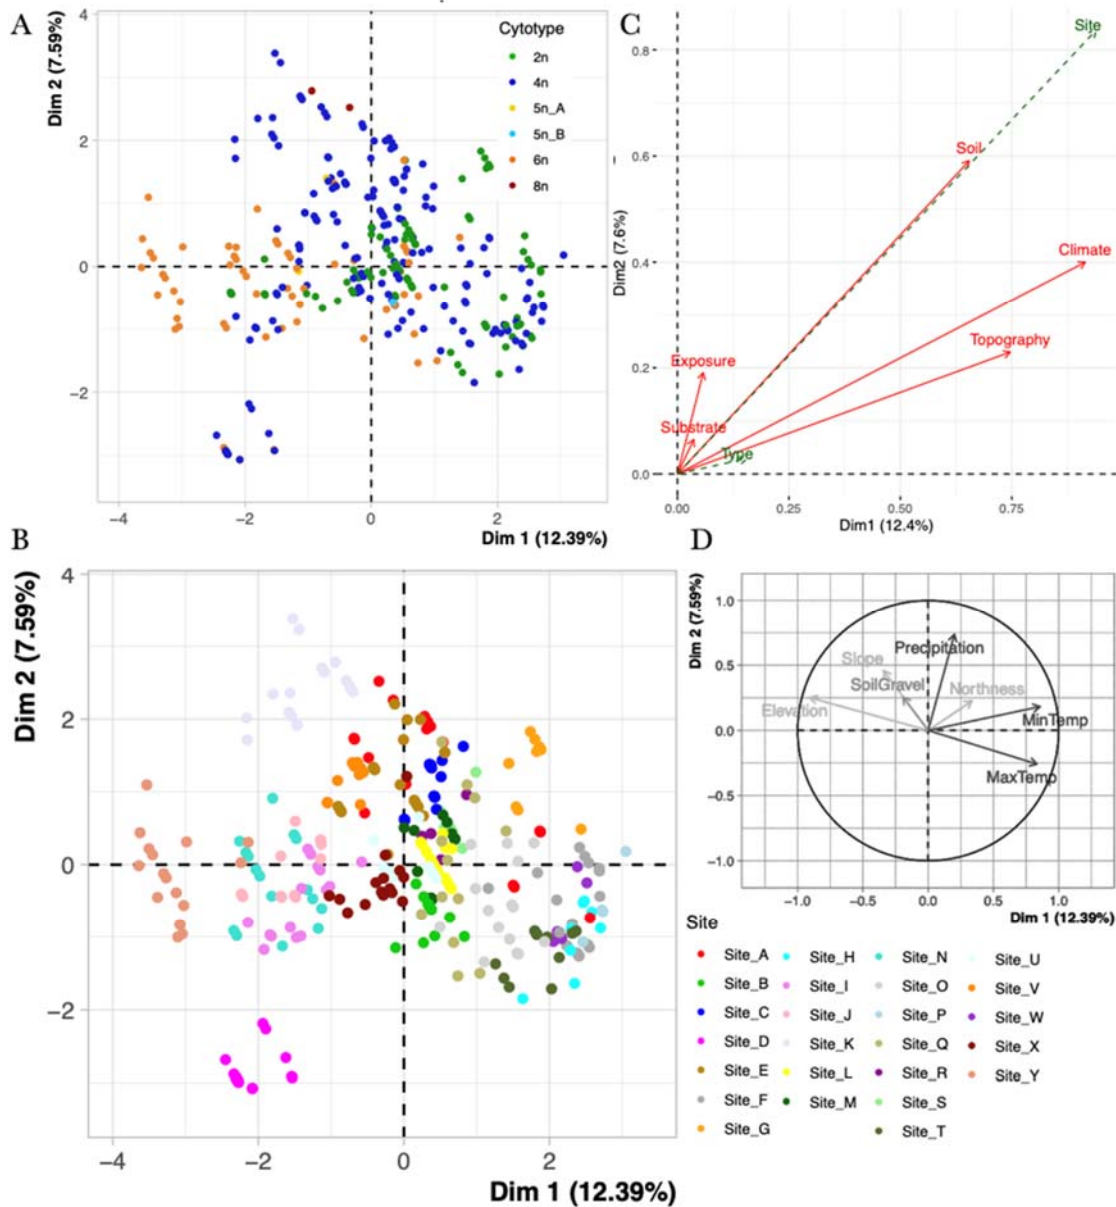 A
Dim 2 (7.59%)
4
2
0
−2
−4
−2
0
2
Dim 1 (12.39%)
Cytotype
2n
4n
5n_A
5n_B
6n
8n
C
Dim2 (7.6%)
0.8
0.6
0.4
0.2
0.0
0.00
0.25
0.50
0.75
Dim1 (12.4%)
Site
Soil
Climate
Topography
Exposure
Substrate
Type
B
Dim 2 (7.59%)
4
2
0
−2
−4
−2
0
2
Dim 1 (12.39%)
D
Dim 2 (7.59%)
1.0
0.5
0.0
−0.5
−1.0
−1.0
−0.5
0.0
0.5
1.0
Dim 1 (12.39%)
Precipitation
Slope
SoilGravel
Northness
Elevation
MinTemp
MaxTemp
Site
Site_A
Site_B
Site_C
Site_D
Site_E
Site_F
Site_G
Site_H
Site_I
Site_J
Site_K
Site_L
Site_M
Site_N
Site_O
Site_P
Site_Q
Site_R
Site_S
Site_T
Site_U
Site_V
Site_W
Site_X
Site_Y